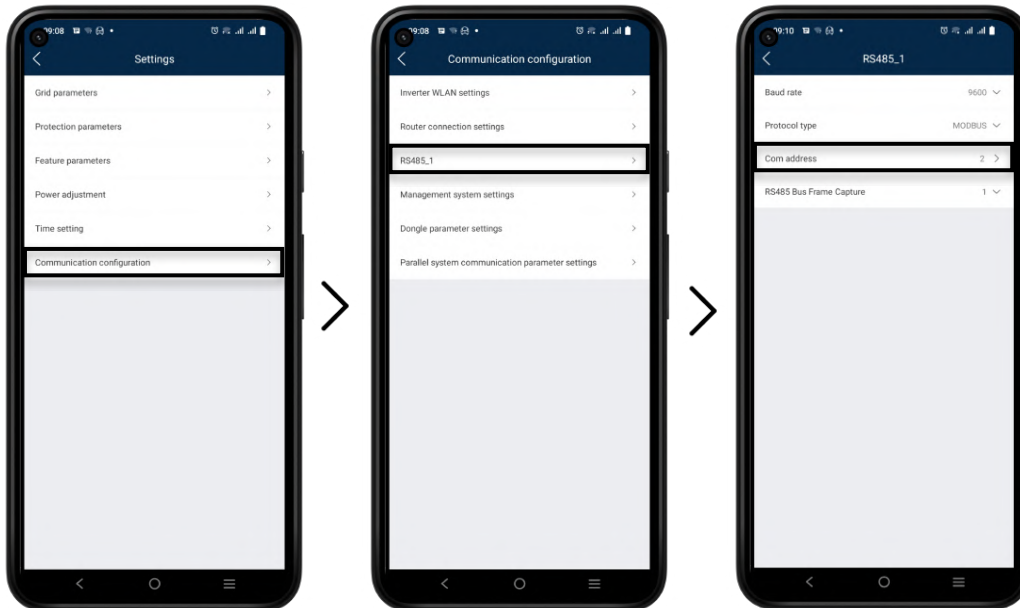 09:08
Settings
Grid parameters
Protection parameters
Feature parameters
Power adjustment
Time setting
Communication configuration
09:08
Communication configuration
Inverter WLAN settings
Router connection settings
RS485_1
Management system settings
Dongle parameter settings
Parallel system communication parameter settings
09:10
RS485_1
Baud rate 9600
Protocol type MODBUS
Com address 2
RS485 Bus Frame Capture 1